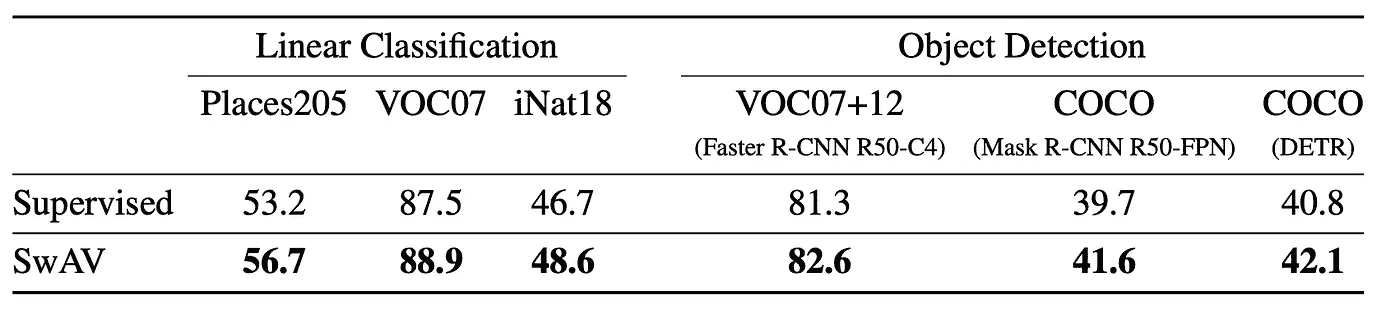 Linear Classification Object Detection
Places205 VOC07 iNat18 VOC07+12 COCO COCO
(Faster R-CNN R50-C4) (Mask R-CNN R50-FPN) (DETR)
Supervised 53.2 87.5 46.7 81.3 39.7 40.8
SwAV 56.7 88.9 48.6 82.6 41.6 42.1